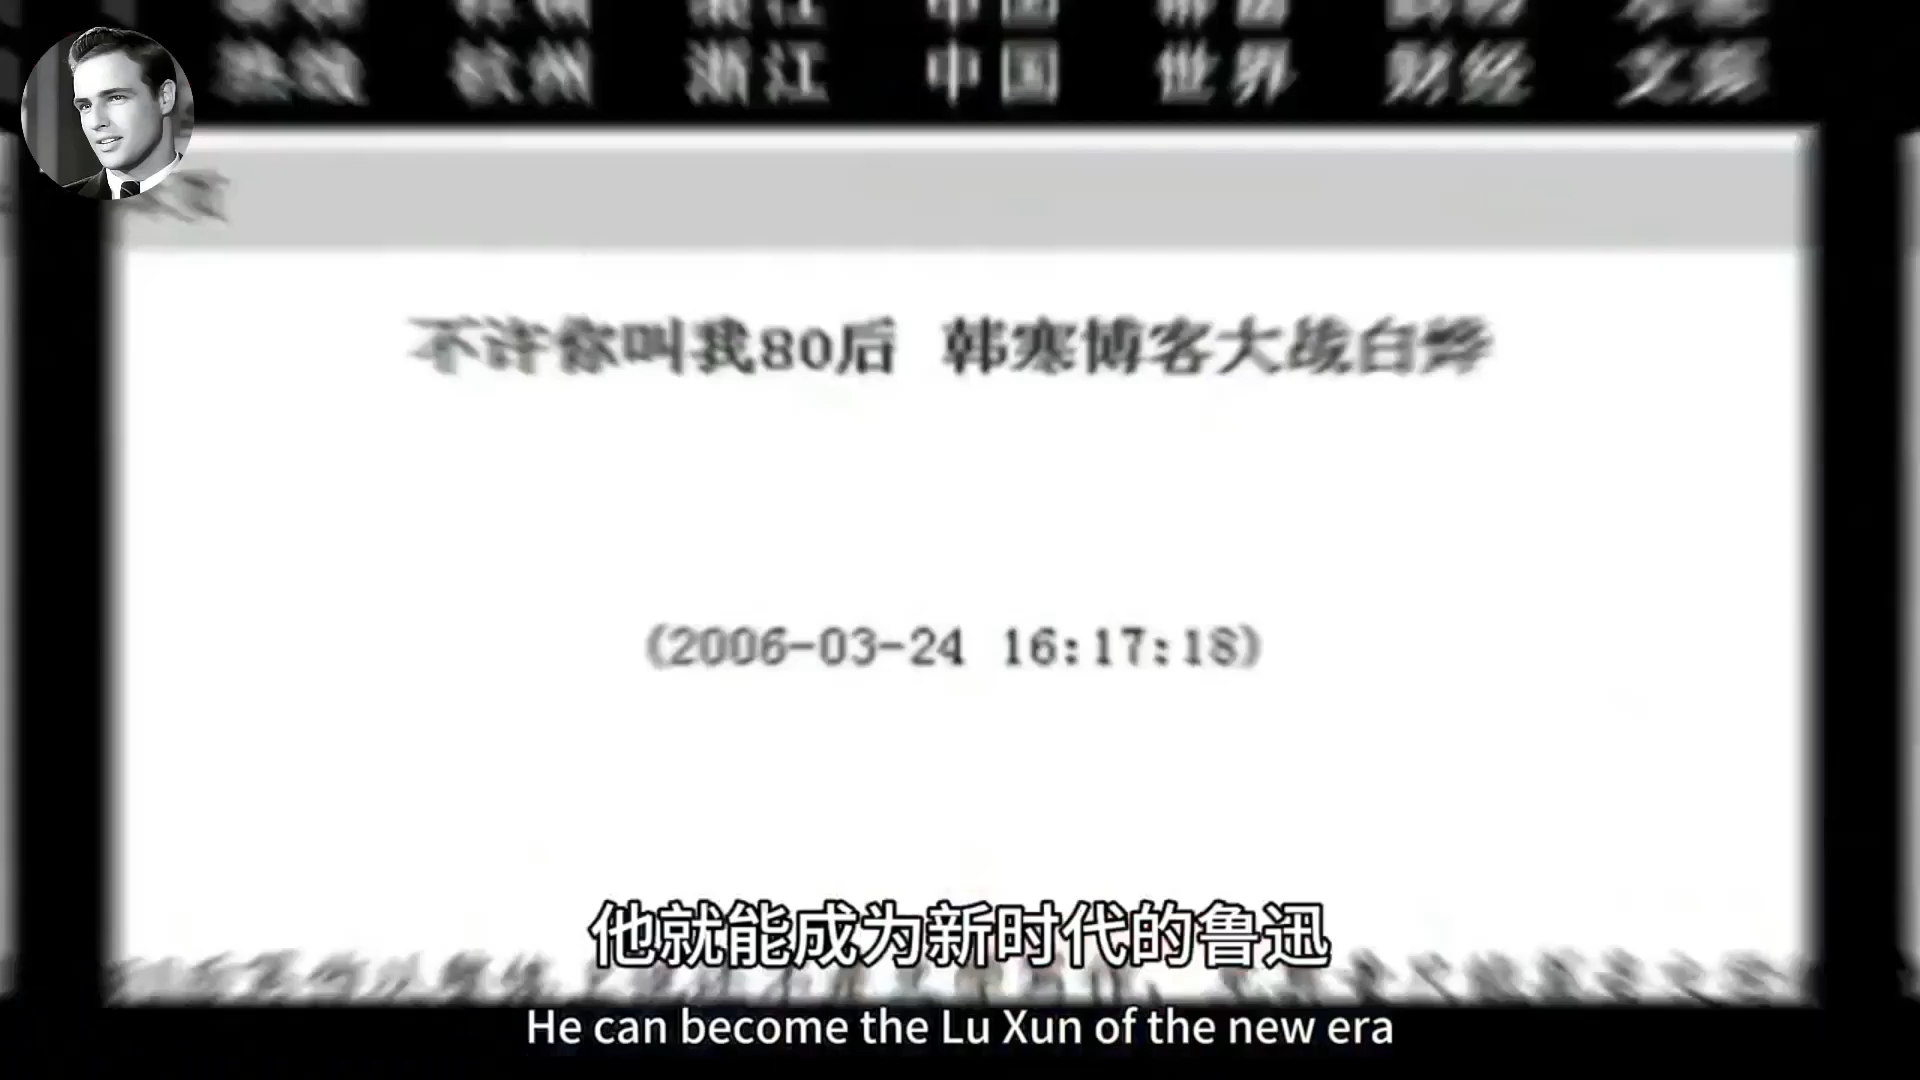 热线 杭州 浙江 中国 世界 财经 文娱
不许你叫我80后 韩寒博客大战白烨
(2006-03-24 16:17:18)
他就能成为新时代的鲁迅
He can become the Lu Xun of the new era